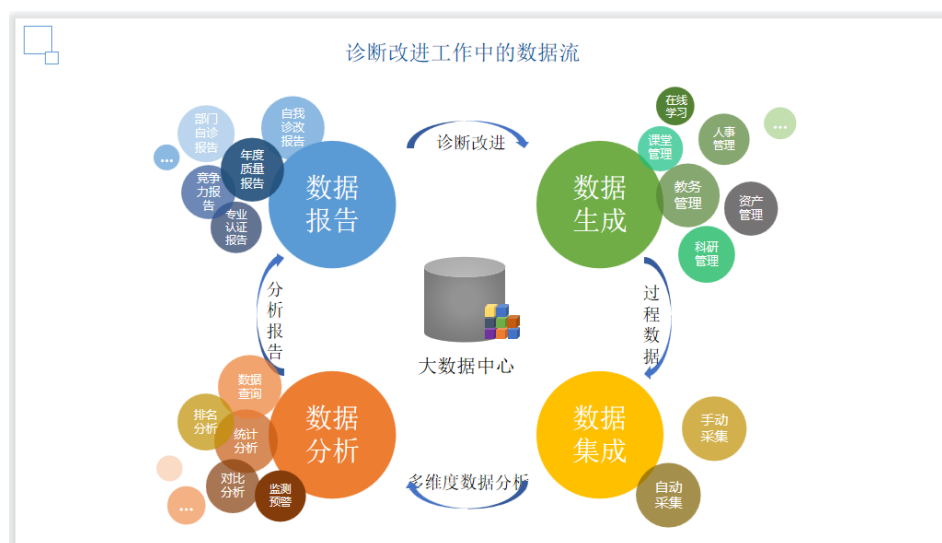 诊断改进工作中的数据流
部门
自诊
报告
自我
诊改
报告
年度
质量
报告
...
竞争
力报
告
专业
认证
报告
数据
报告
诊断改进
数据
生成
在线
学习
课堂
管理
人事
管理
...
教务
管理
资产
管理
科研
管理
分
析
报
告
大数据中心
过
程
数
据
数据
查询
排名
分析
统计
分析
对比
分析
监测
预警
...
数据
分析
多维度数据分析
数据
集成
手动
采集
自动
采集